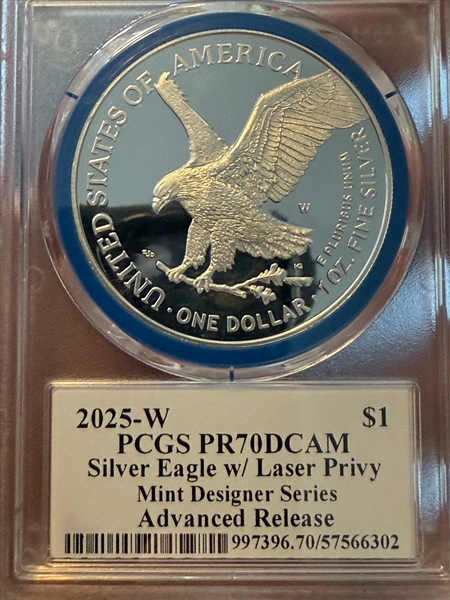 UNITED STATES OF AMERICA
W
E PLURIBUS UNUM
· ONE DOLLAR · 1 OZ. FINE SILVER
2025-W $1
PCGS PR70DCAM
Silver Eagle w/ Laser Privy
Mint Designer Series
Advanced Release
997396.70/57566302